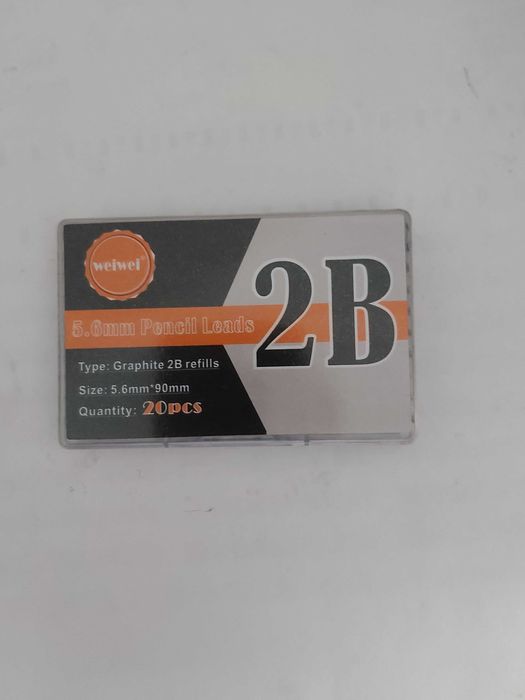 weiwei®
2B
5.6mm Pencil Leads
Type: Graphite 2B refills
Size: 5.6mm*90mm
Quantity: 20pcs